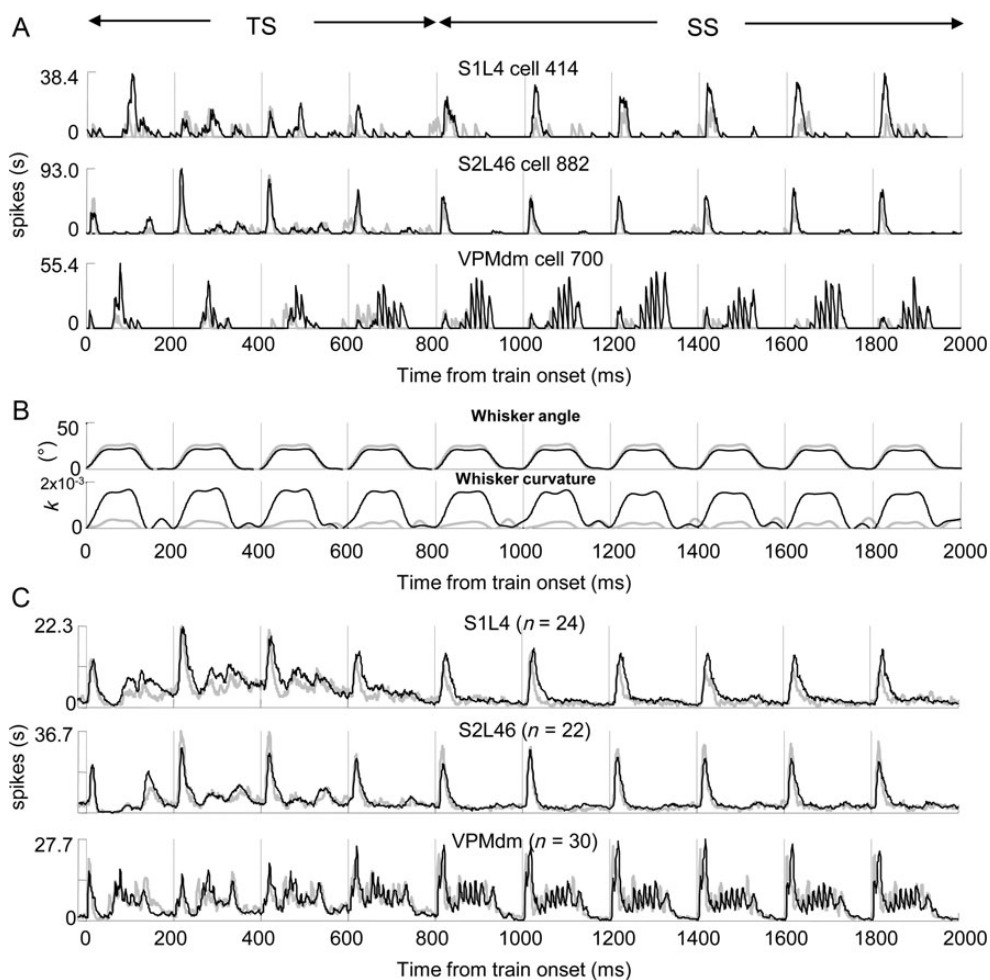 TS SS
A
S1L4 cell 414
38.4
0
S2L46 cell 882
93.0
spikes (s)
0
VPMdm cell 700
55.4
0
0 200 400 600 800 1000 1200 1400 1600 1800 2000
Time from train onset (ms)
B
Whisker angle
50
(°)
0
Whisker curvature
2x10-3
k
0
0 200 400 600 800 1000 1200 1400 1600 1800 2000
Time from train onset (ms)
C
S1L4 (n = 24)
22.3
0
S2L46 (n = 22)
36.7
spikes (s)
0
VPMdm (n = 30)
27.7
0
0 200 400 600 800 1000 1200 1400 1600 1800 2000
Time from train onset (ms)